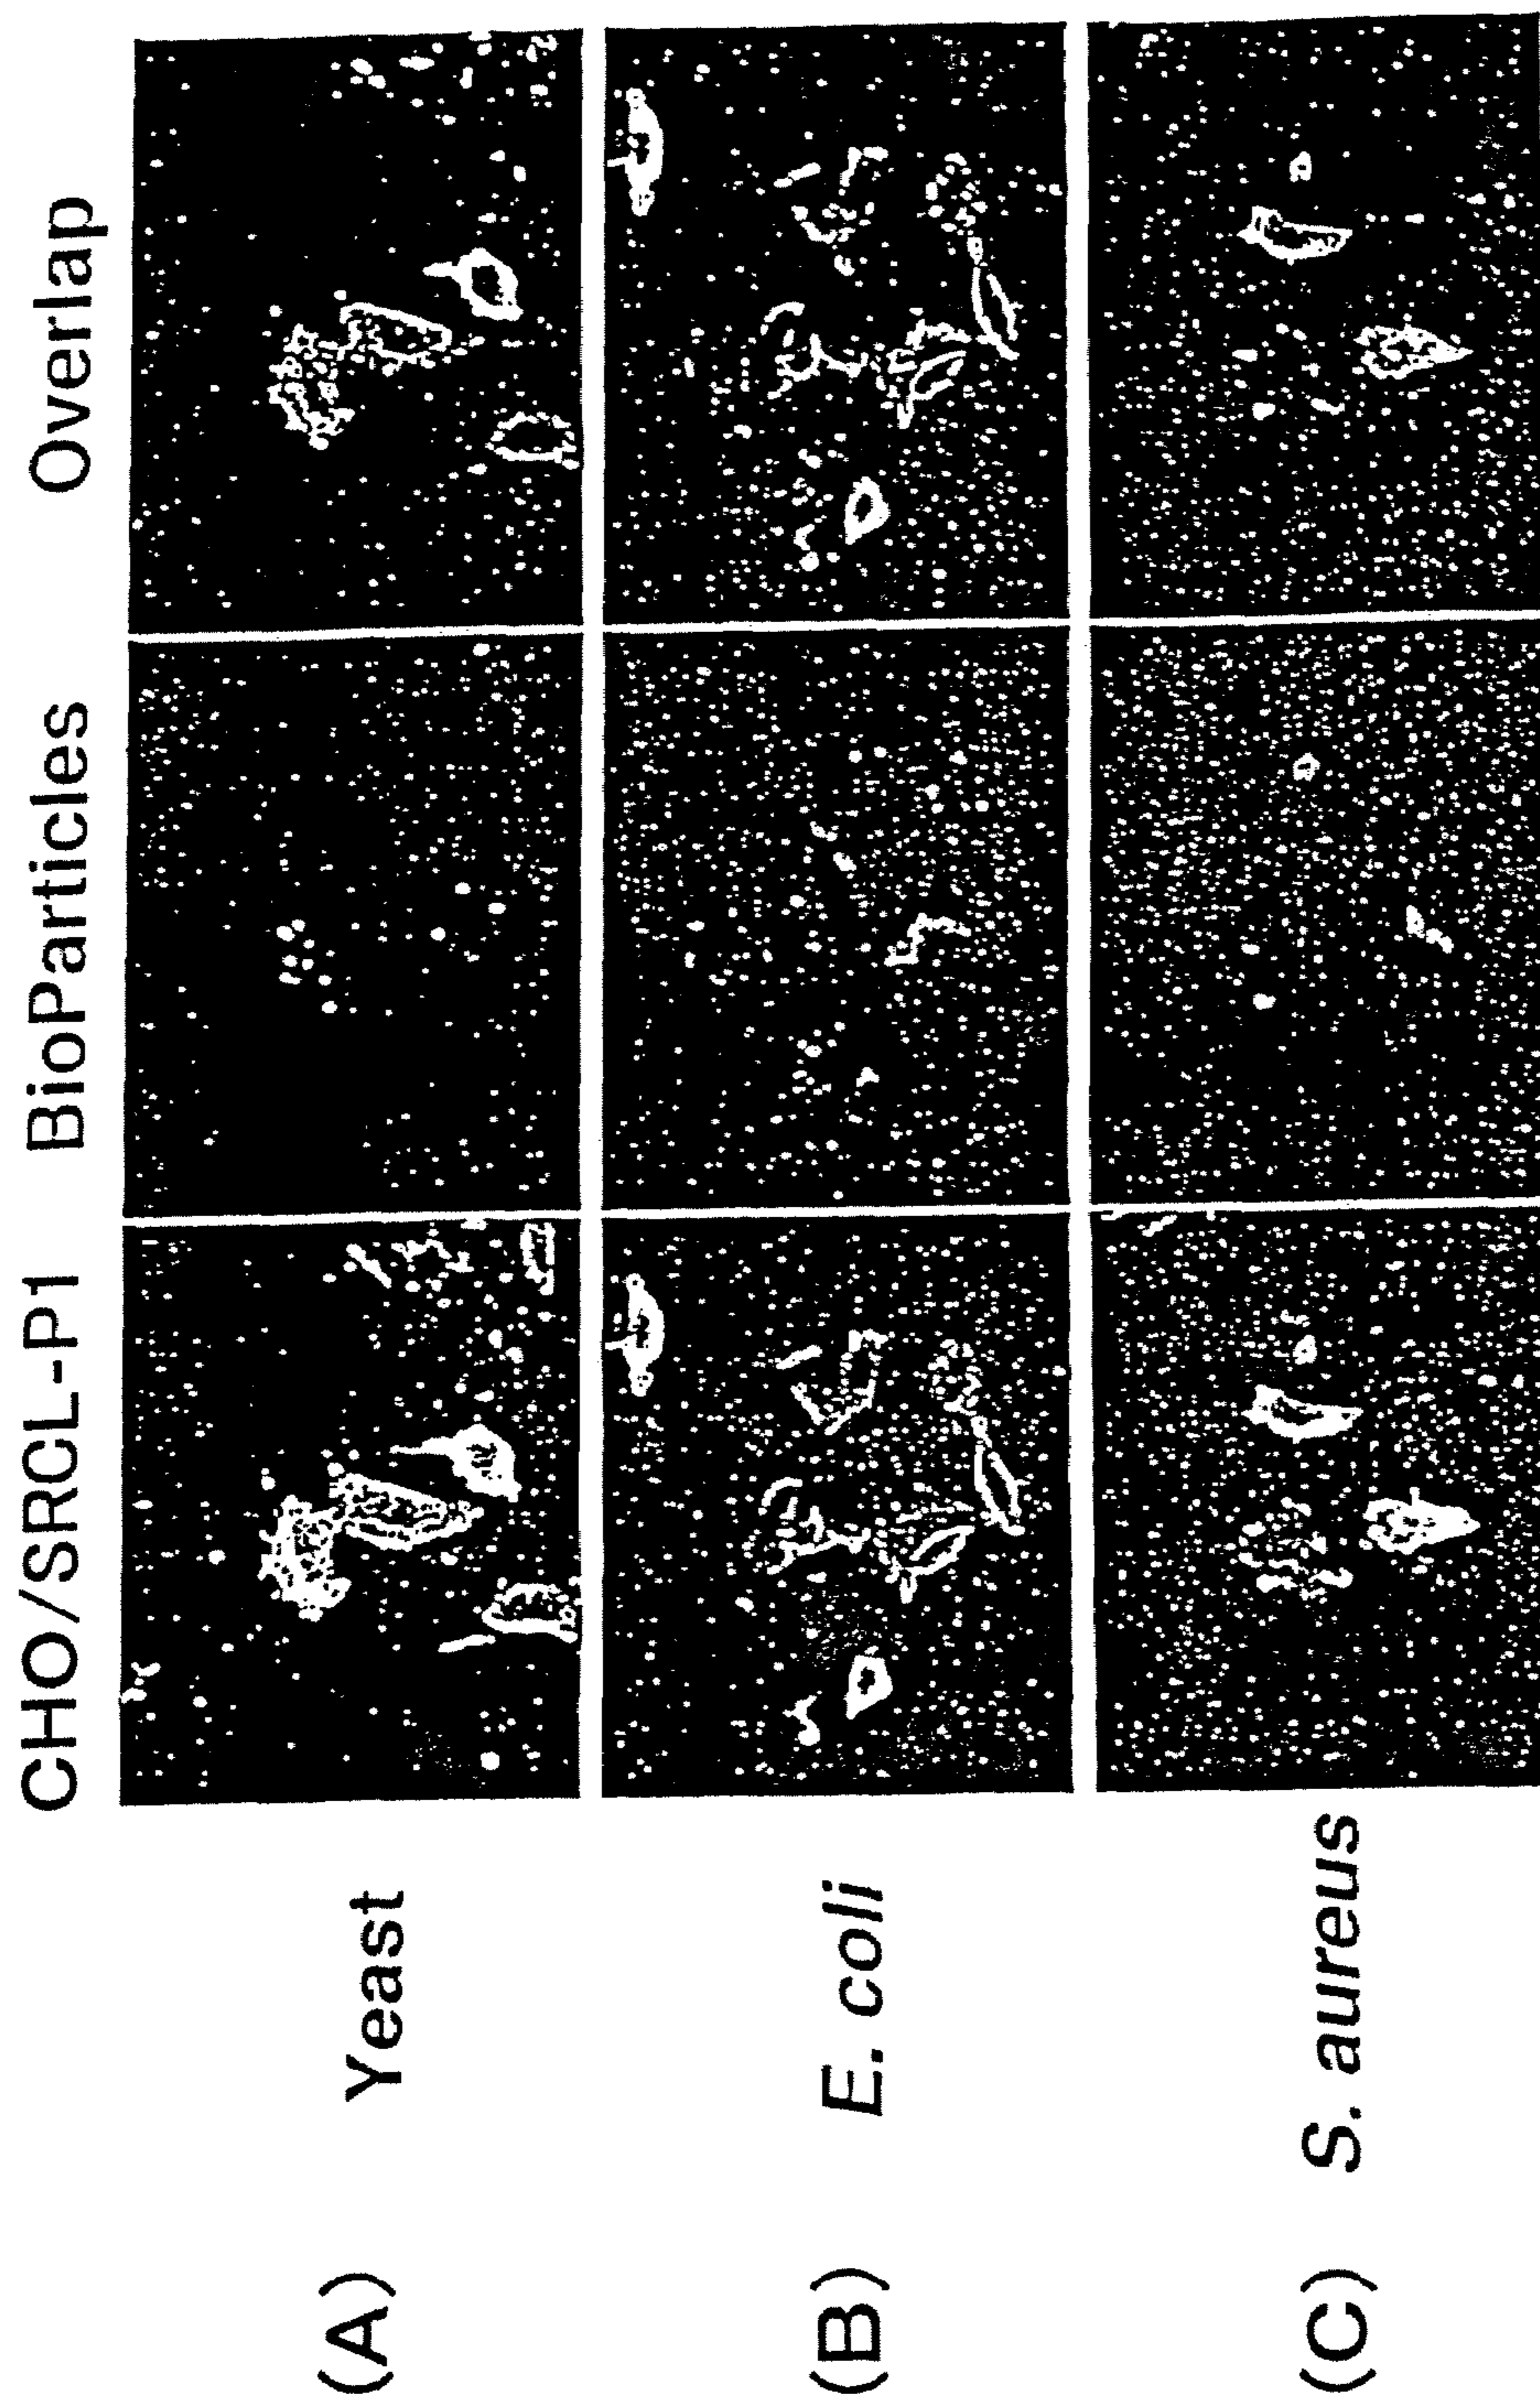 CHO/SRCL-P1 BioParticles Overlap
(A) Yeast
(B) E. coli
(C) S. aureus